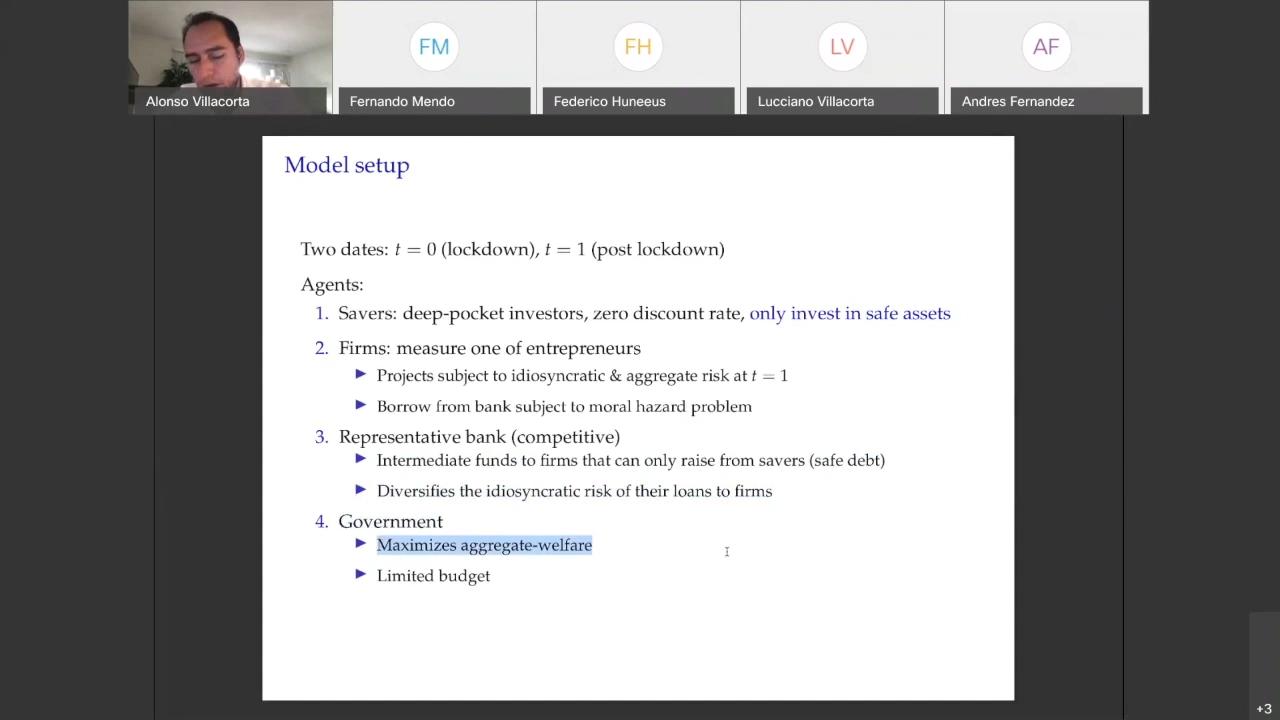 FM
FH
LV
AF
Alonso Villacorta
Fernando Mendo
Federico Huneeus
Lucciano Villacorta
Andres Fernandez
Model setup
Two dates: t = 0 (lockdown), t = 1 (post lockdown)
Agents:
1. Savers: deep-pocket investors, zero discount rate, only invest in safe assets
2. Firms: measure one of entrepreneurs
▶ Projects subject to idiosyncratic & aggregate risk at t = 1
▶ Borrow from bank subject to moral hazard problem
3. Representative bank (competitive)
▶ Intermediate funds to firms that can only raise from savers (safe debt)
▶ Diversifies the idiosyncratic risk of their loans to firms
4. Government
▶ Maximizes aggregate-welfare
▶ Limited budget
+3